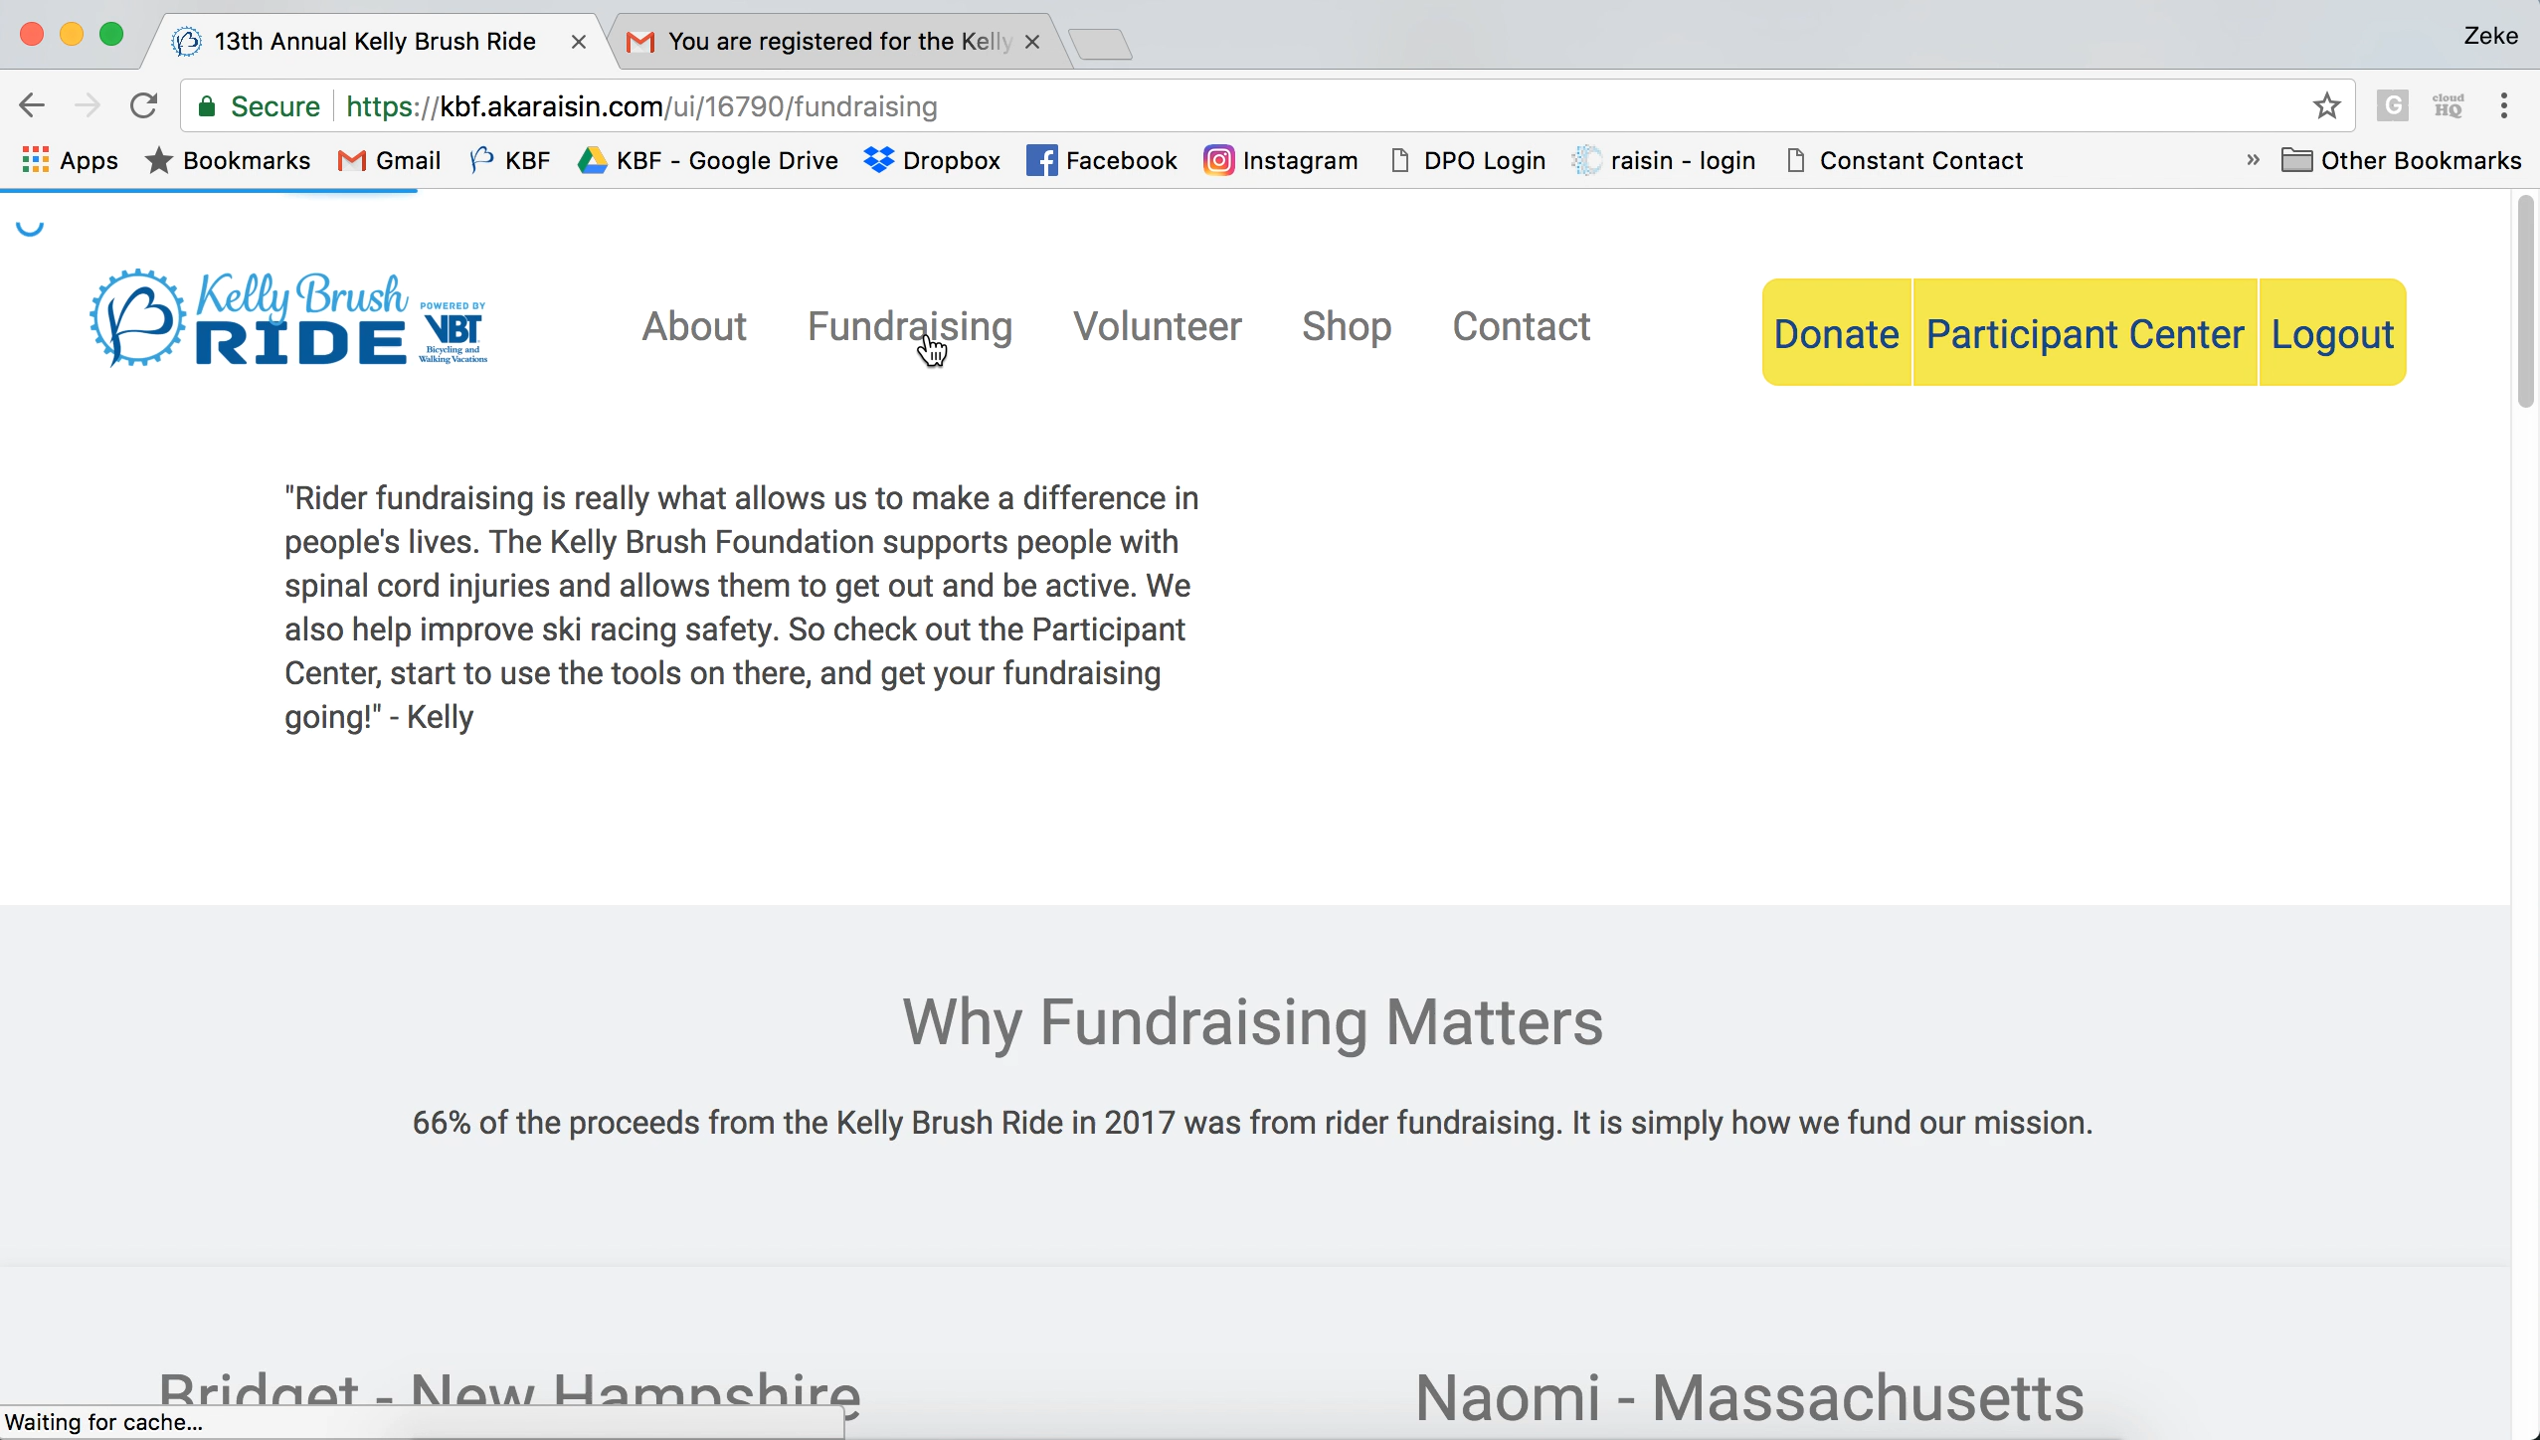 13th Annual Kelly Brush Ride
You are registered for the Kelly
Zeke
Secure https://kbf.akaraisin.com/ui/16790/fundraising
G
cloud
HQ
Apps Bookmarks Gmail KBF KBF - Google Drive Dropbox Facebook Instagram DPO Login raisin - login Constant Contact » Other Bookmarks
Kelly Brush
RIDE
POWERED BY
VBT
Bicycling and
Walking Vacations
About Fundraising Volunteer Shop Contact
Donate Participant Center Logout
"Rider fundraising is really what allows us to make a difference in
people's lives. The Kelly Brush Foundation supports people with
spinal cord injuries and allows them to get out and be active. We
also help improve ski racing safety. So check out the Participant
Center, start to use the tools on there, and get your fundraising
going!" - Kelly
Why Fundraising Matters
66% of the proceeds from the Kelly Brush Ride in 2017 was from rider fundraising. It is simply how we fund our mission.
Bridget - New Hampshire
Naomi - Massachusetts
Waiting for cache...